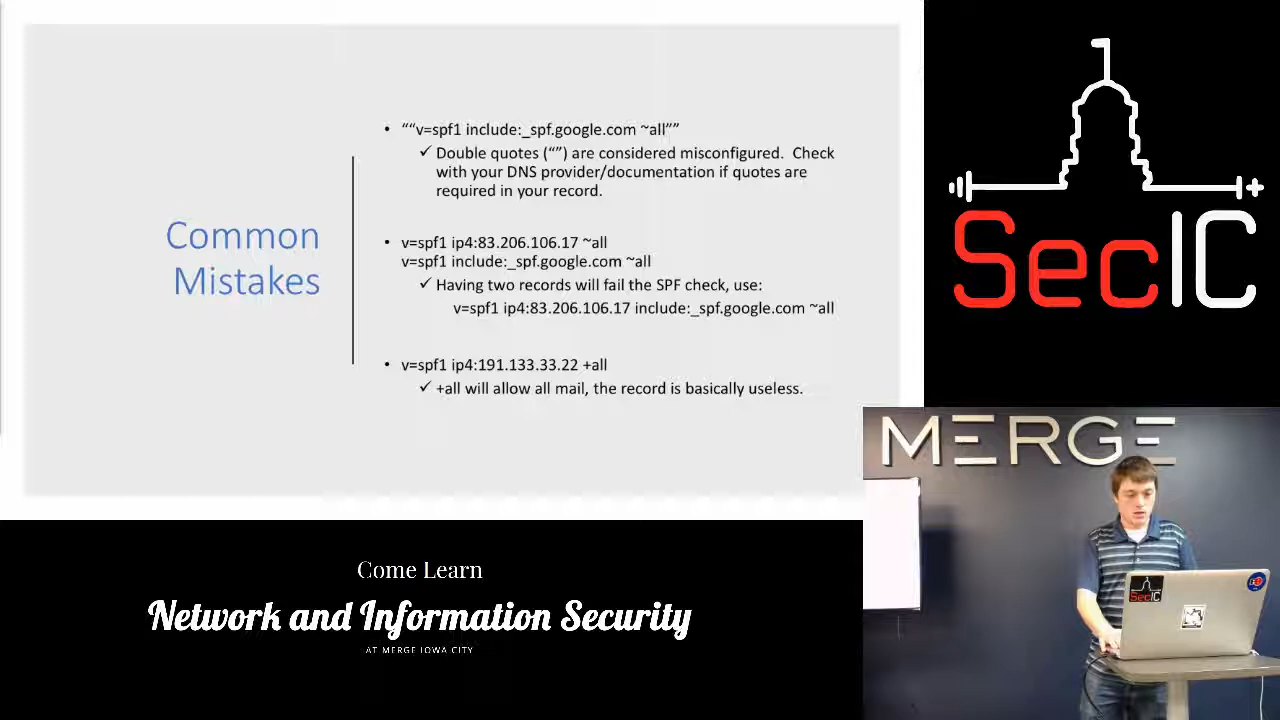 Common
Mistakes
• ““v=spf1 include:_spf.google.com ~all””
✓ Double quotes (“”) are considered misconfigured. Check
with your DNS provider/documentation if quotes are
required in your record.
• v=spf1 ip4:83.206.106.17 ~all
v=spf1 include:_spf.google.com ~all
✓ Having two records will fail the SPF check, use:
v=spf1 ip4:83.206.106.17 include:_spf.google.com ~all
• v=spf1 ip4:191.133.33.22 +all
✓ +all will allow all mail, the record is basically useless.
SecIC
MERGE
SecIC
Come Learn
Network and Information Security
AT MERGE IOWA CITY